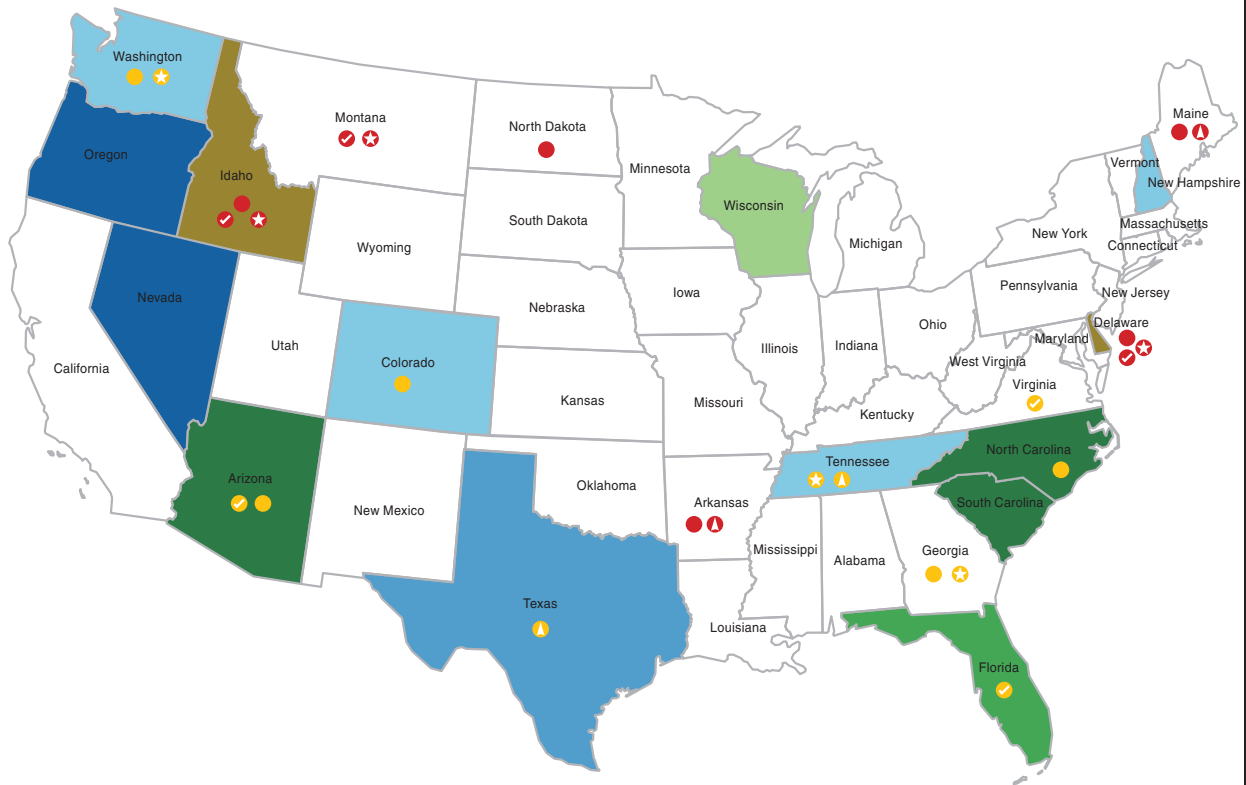 Washington
Montana
North Dakota
Maine
Oregon
Minnesota
Vermont
Idaho
New Hampshire
Wisconsin
South Dakota
Massachusetts
New York
Michigan
Connecticut
Wyoming
Pennsylvania
Iowa
New Jersey
Nevada
Nebraska
Delaware
Ohio
Maryland
Utah
Illinois
Indiana
West Virginia
Colorado
California
Virginia
Kansas
Missouri
Kentucky
North Carolina
Tennessee
Arizona
Oklahoma
Arkansas
South Carolina
New Mexico
Mississippi
Georgia
Alabama
Texas
Louisiana
Florida